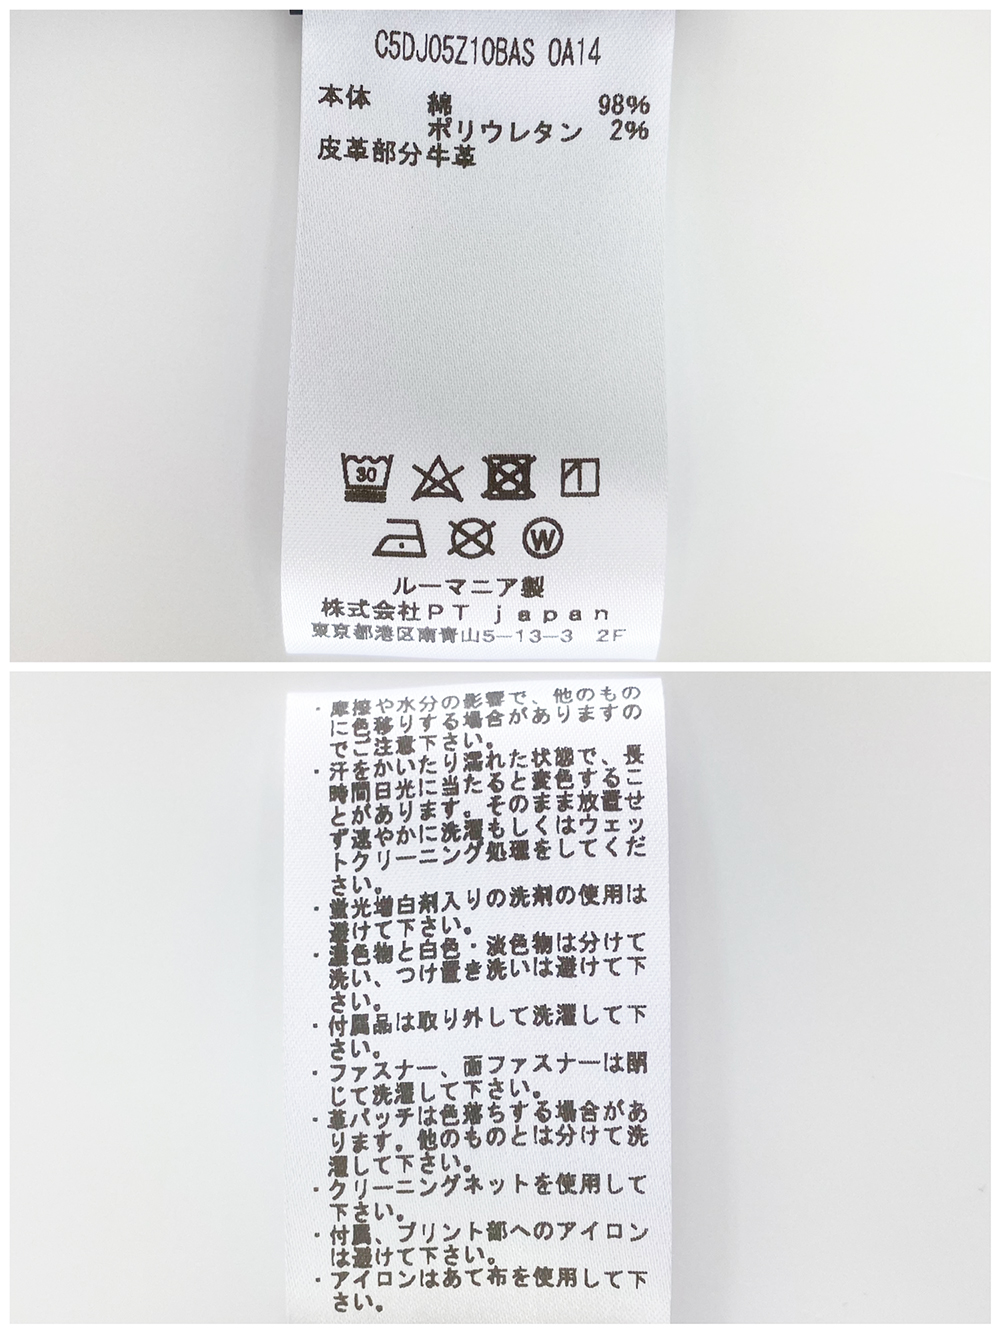 C5DJ05Z10BAS 0A14
本体 綿 98%
ポリウレタン 2%
皮革部分牛革
30
W
ルーマニア製
株式会社PT japan
東京都港区南青山5-13-3 2F
・摩擦や水分の影響で、他のもの
に色移りする場合がありますの
でご注意下さい。
・汗をかいたり濡れた状態で、長
時間日光に当たると変色するこ
とがあります。そのまま放置せ
ず速やかに洗濯もしくはウェッ
トクリーニング処理をしてくだ
さい。
・蛍光増白剤入りの洗剤の使用は
避けて下さい。
・濃色物と白色・淡色物は分けて
洗い、つけ置き洗いは避けて下
さい。
・付属品は取り外して洗濯して下
さい。
・ファスナー、面ファスナーは閉
じて洗濯して下さい。
・革パッチは色落ちする場合があ
ります。他のものとは分けて洗
濯して下さい。
・クリーニングネットを使用して
下さい。
・付属、プリント部へのアイロン
は避けて下さい。
・アイロンはあて布を使用して下
さい。